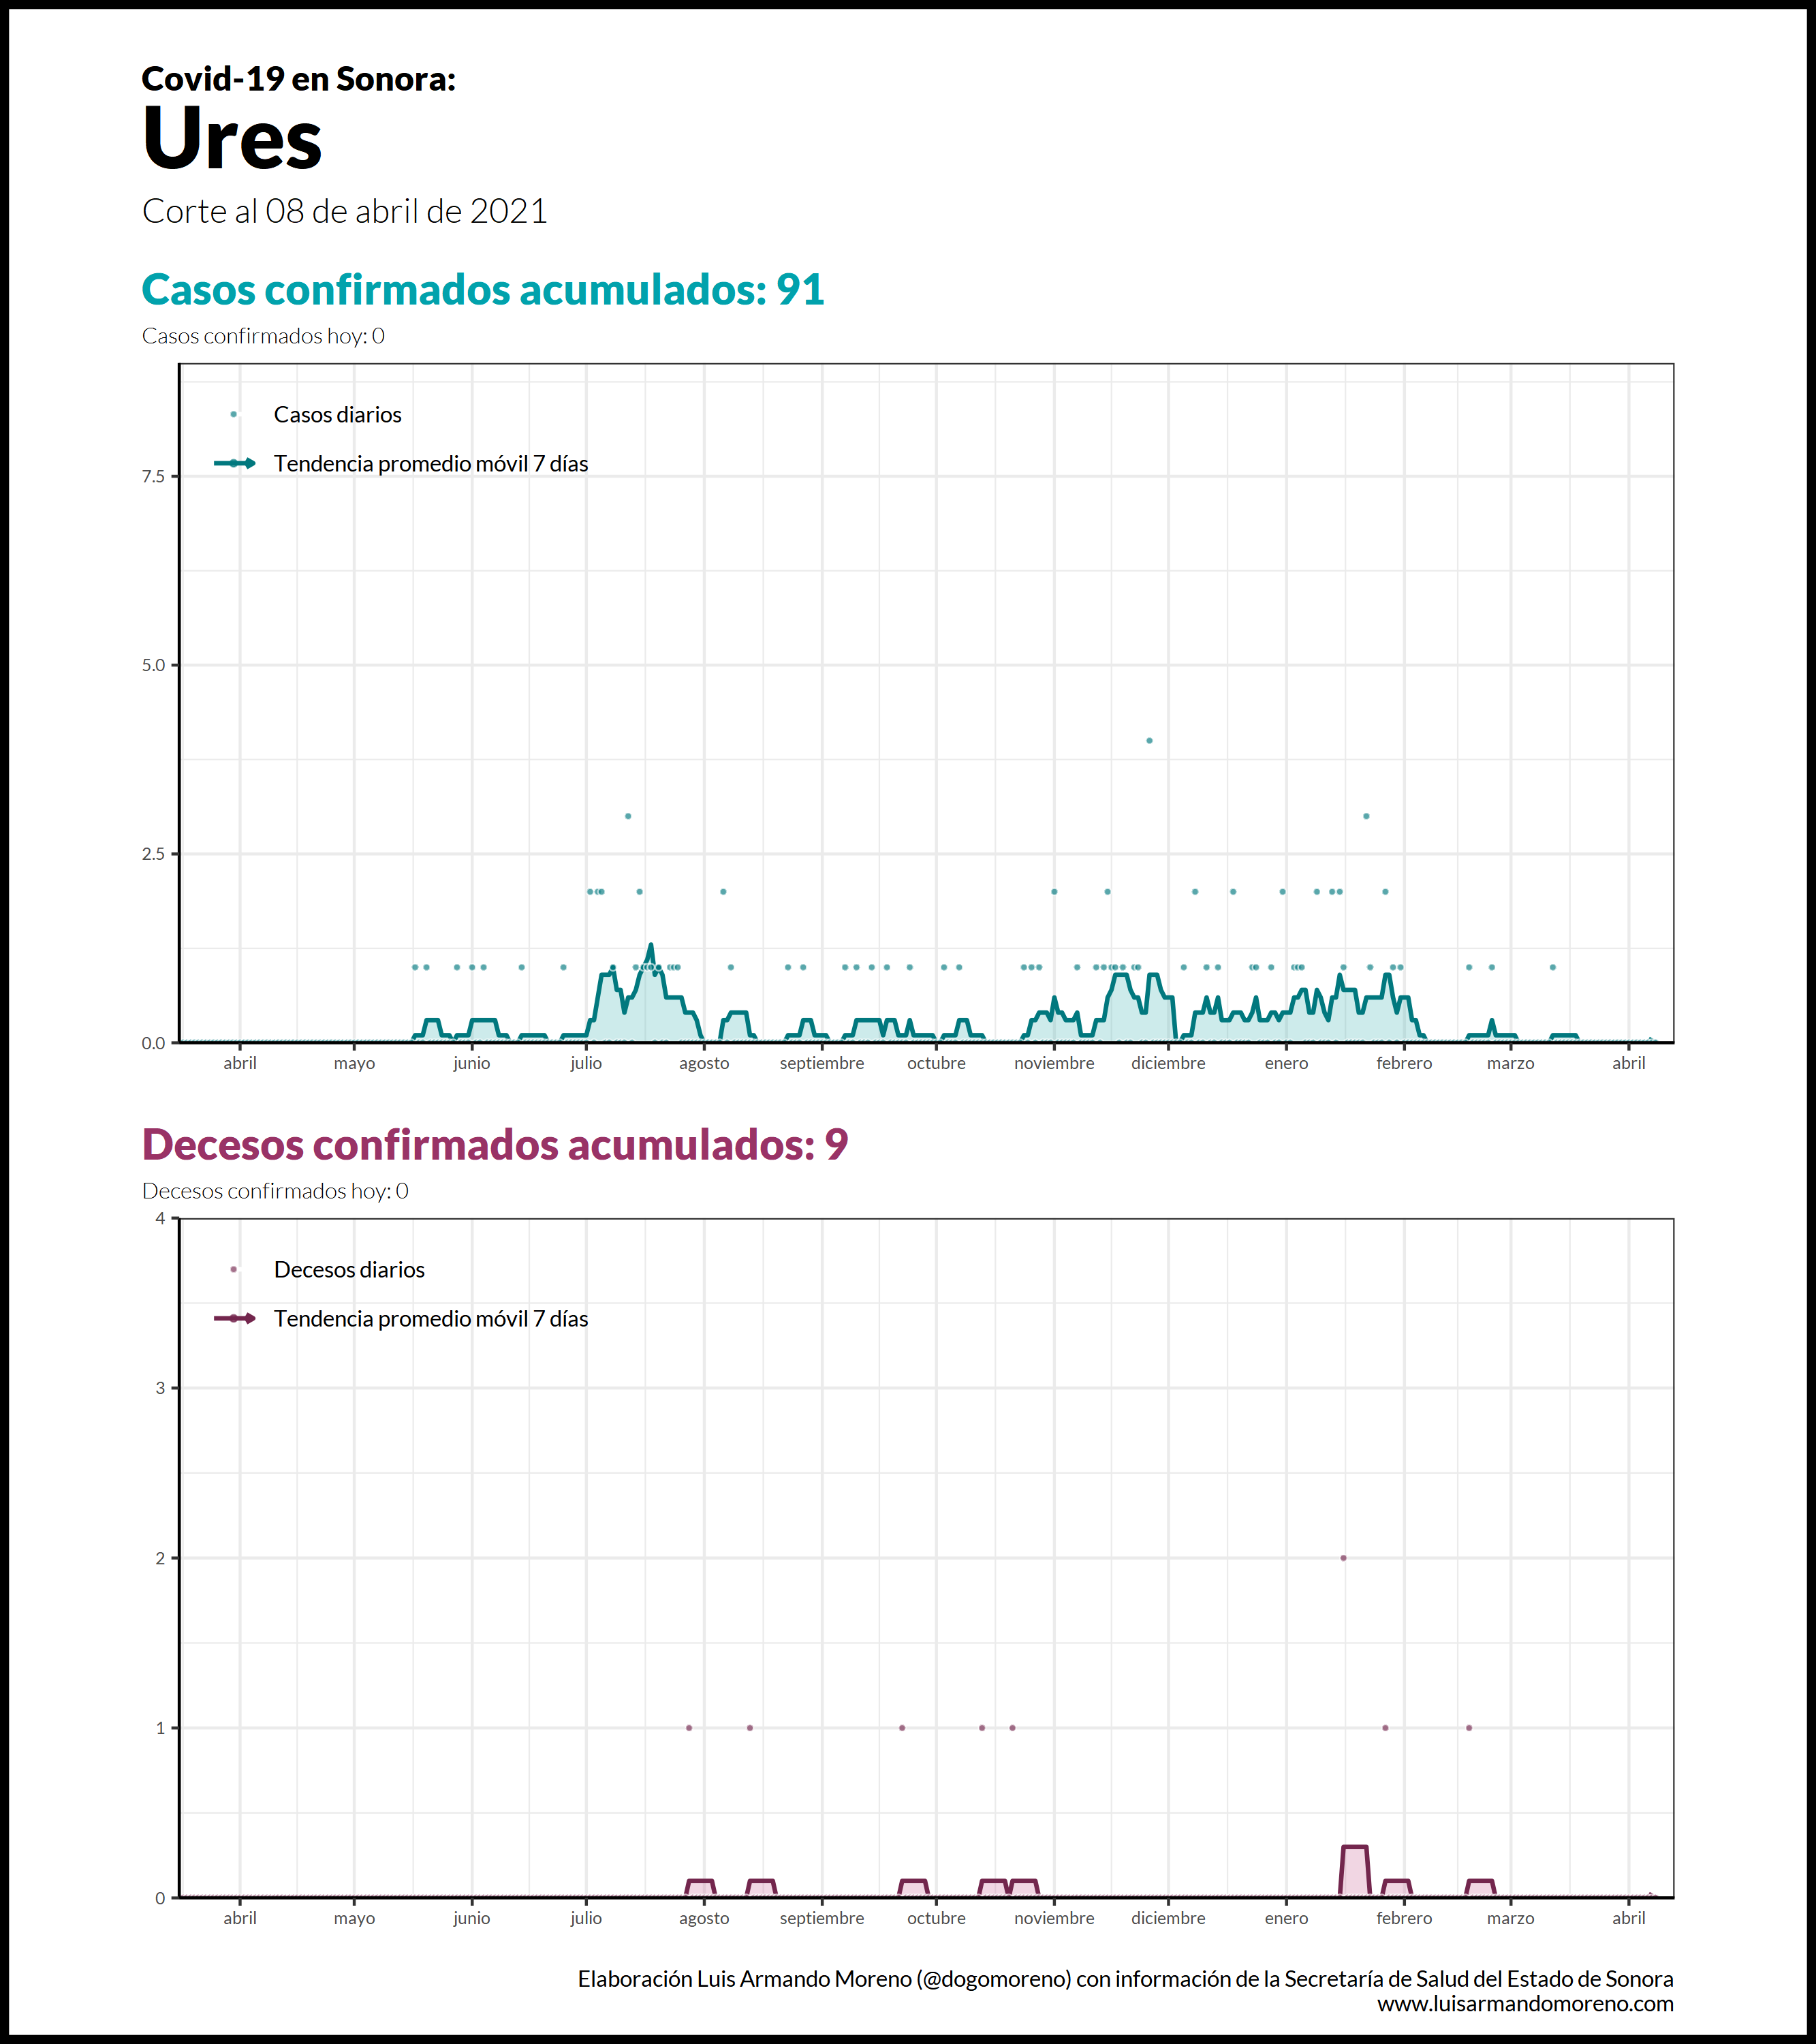 Covid-19 en Sonora:
Ures
Corte al 08 de abril de 2021
Casos confirmados acumulados: 91
Casos confirmados hoy: 0
Casos diarios
Tendencia promedio móvil 7 días
7.5
5.0
2.5
0.0
abril mayo junio julio agosto septiembre octubre noviembre diciembre enero febrero marzo abril
Decesos confirmados acumulados: 9
Decesos confirmados hoy: 0
4
Decesos diarios
Tendencia promedio móvil 7 días
3
2
1
0
abril mayo junio julio agosto septiembre octubre noviembre diciembre enero febrero marzo abril
Elaboración Luis Armando Moreno (@dogomoreno) con información de la Secretaría de Salud del Estado de Sonora
www.luisarmandomoreno.com